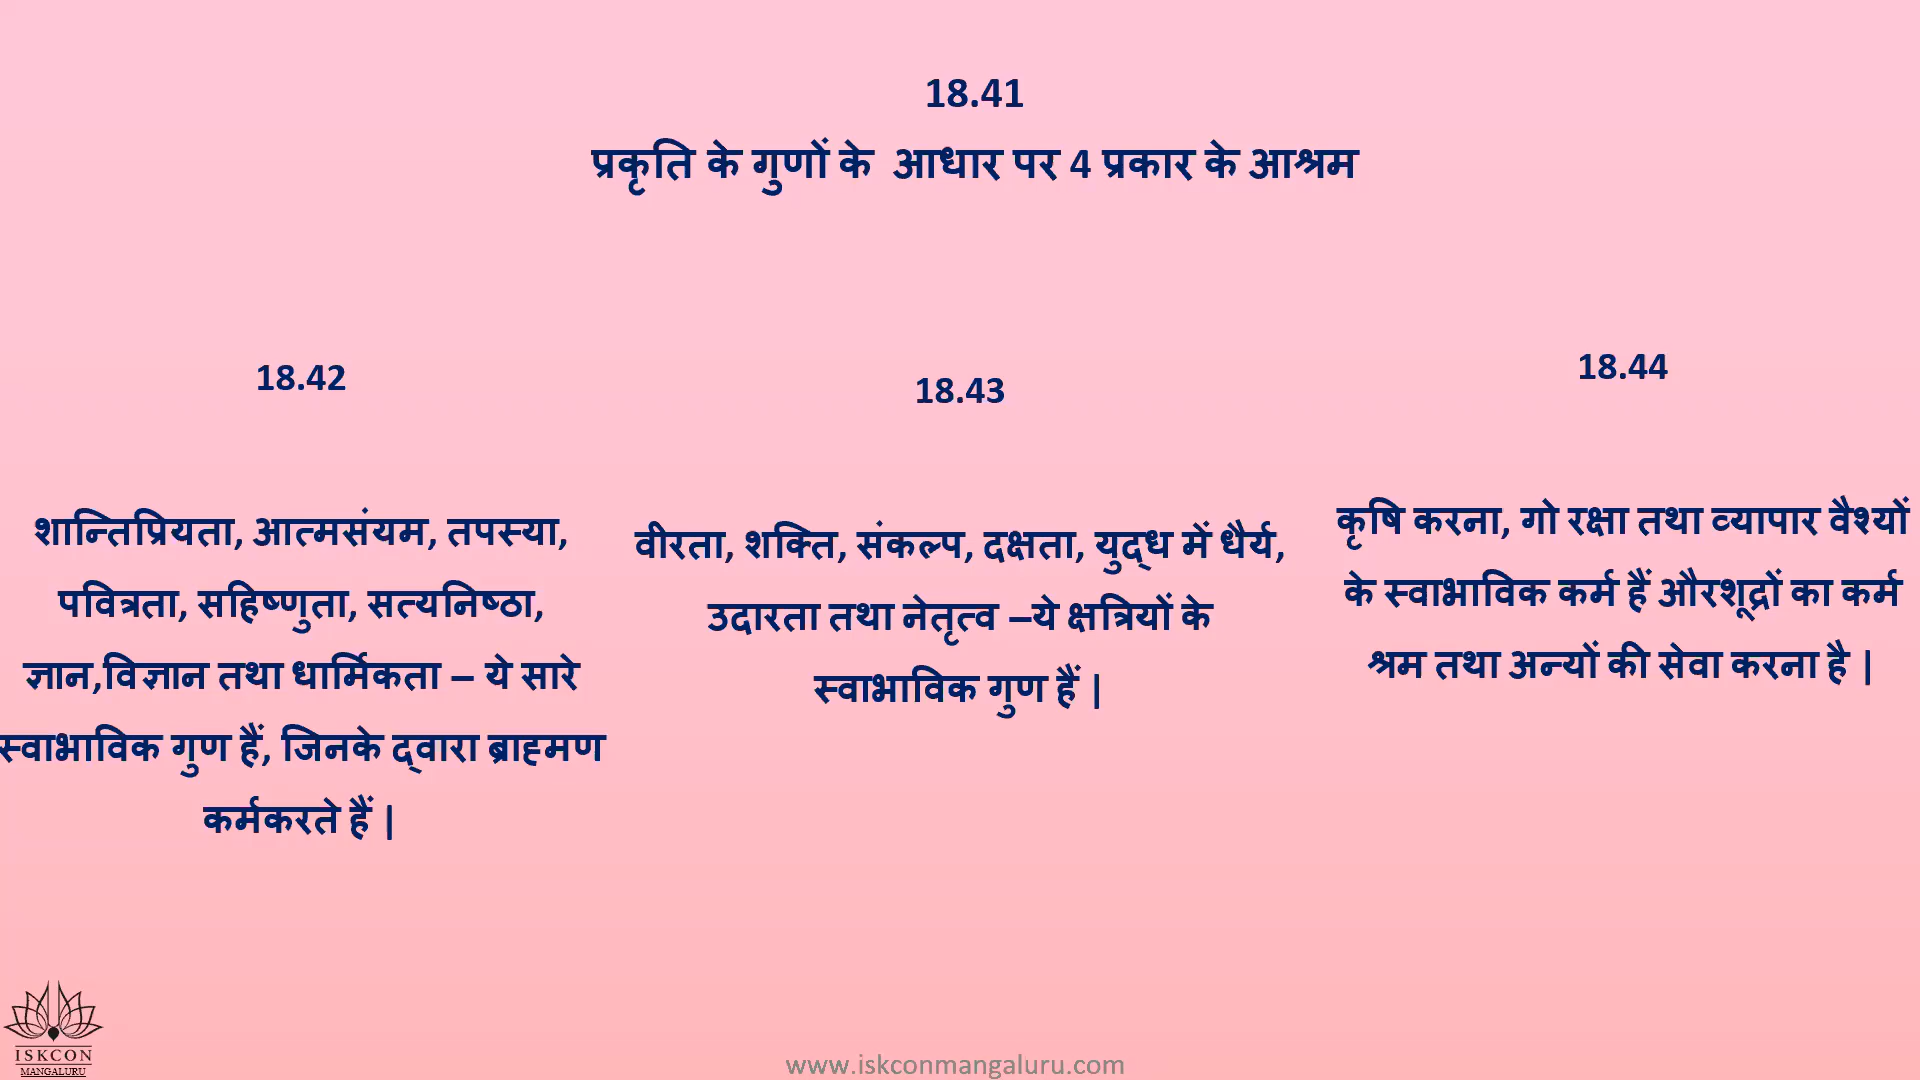 18.41
प्रकृति के गुणों के आधार पर 4 प्रकार के आश्रम
18.42
शान्तिप्रियता, आत्मसंयम, तपस्या,
पवित्रता, सहिष्णुता, सत्यनिष्ठा,
ज्ञान,विज्ञान तथा धार्मिकता – ये सारे
स्वाभाविक गुण हैं, जिनके द्वारा ब्राह्मण
कर्मकरते हैं |
18.43
वीरता, शक्ति, संकल्प, दक्षता, युद्ध में धैर्य,
उदारता तथा नेतृत्व –ये क्षत्रियों के
स्वाभाविक गुण हैं |
18.44
कृषि करना, गो रक्षा तथा व्यापार वैश्यों
के स्वाभाविक कर्म हैं औरशूद्रों का कर्म
श्रम तथा अन्यों की सेवा करना है |
ISKCON
MANGALURU
www.iskconmangaluru.com